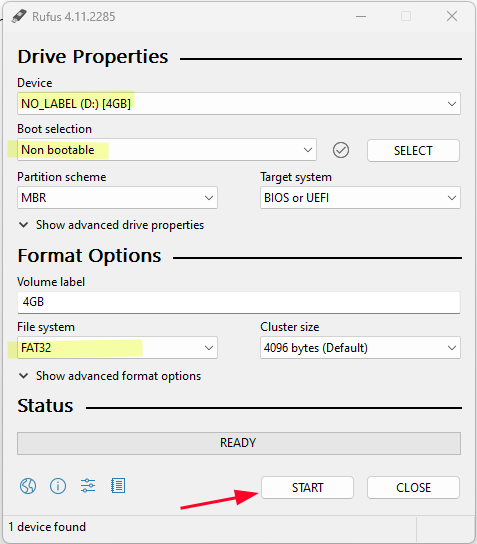 Rufus 4.11.2285
Drive Properties
Device
NO_LABEL (D:) [4GB]
Boot selection
Non bootable
SELECT
Partition scheme
Target system
MBR
BIOS or UEFI
Show advanced drive properties
Format Options
Volume label
4GB
File system
Cluster size
FAT32
4096 bytes (Default)
Show advanced format options
Status
READY
START
CLOSE
1 device found